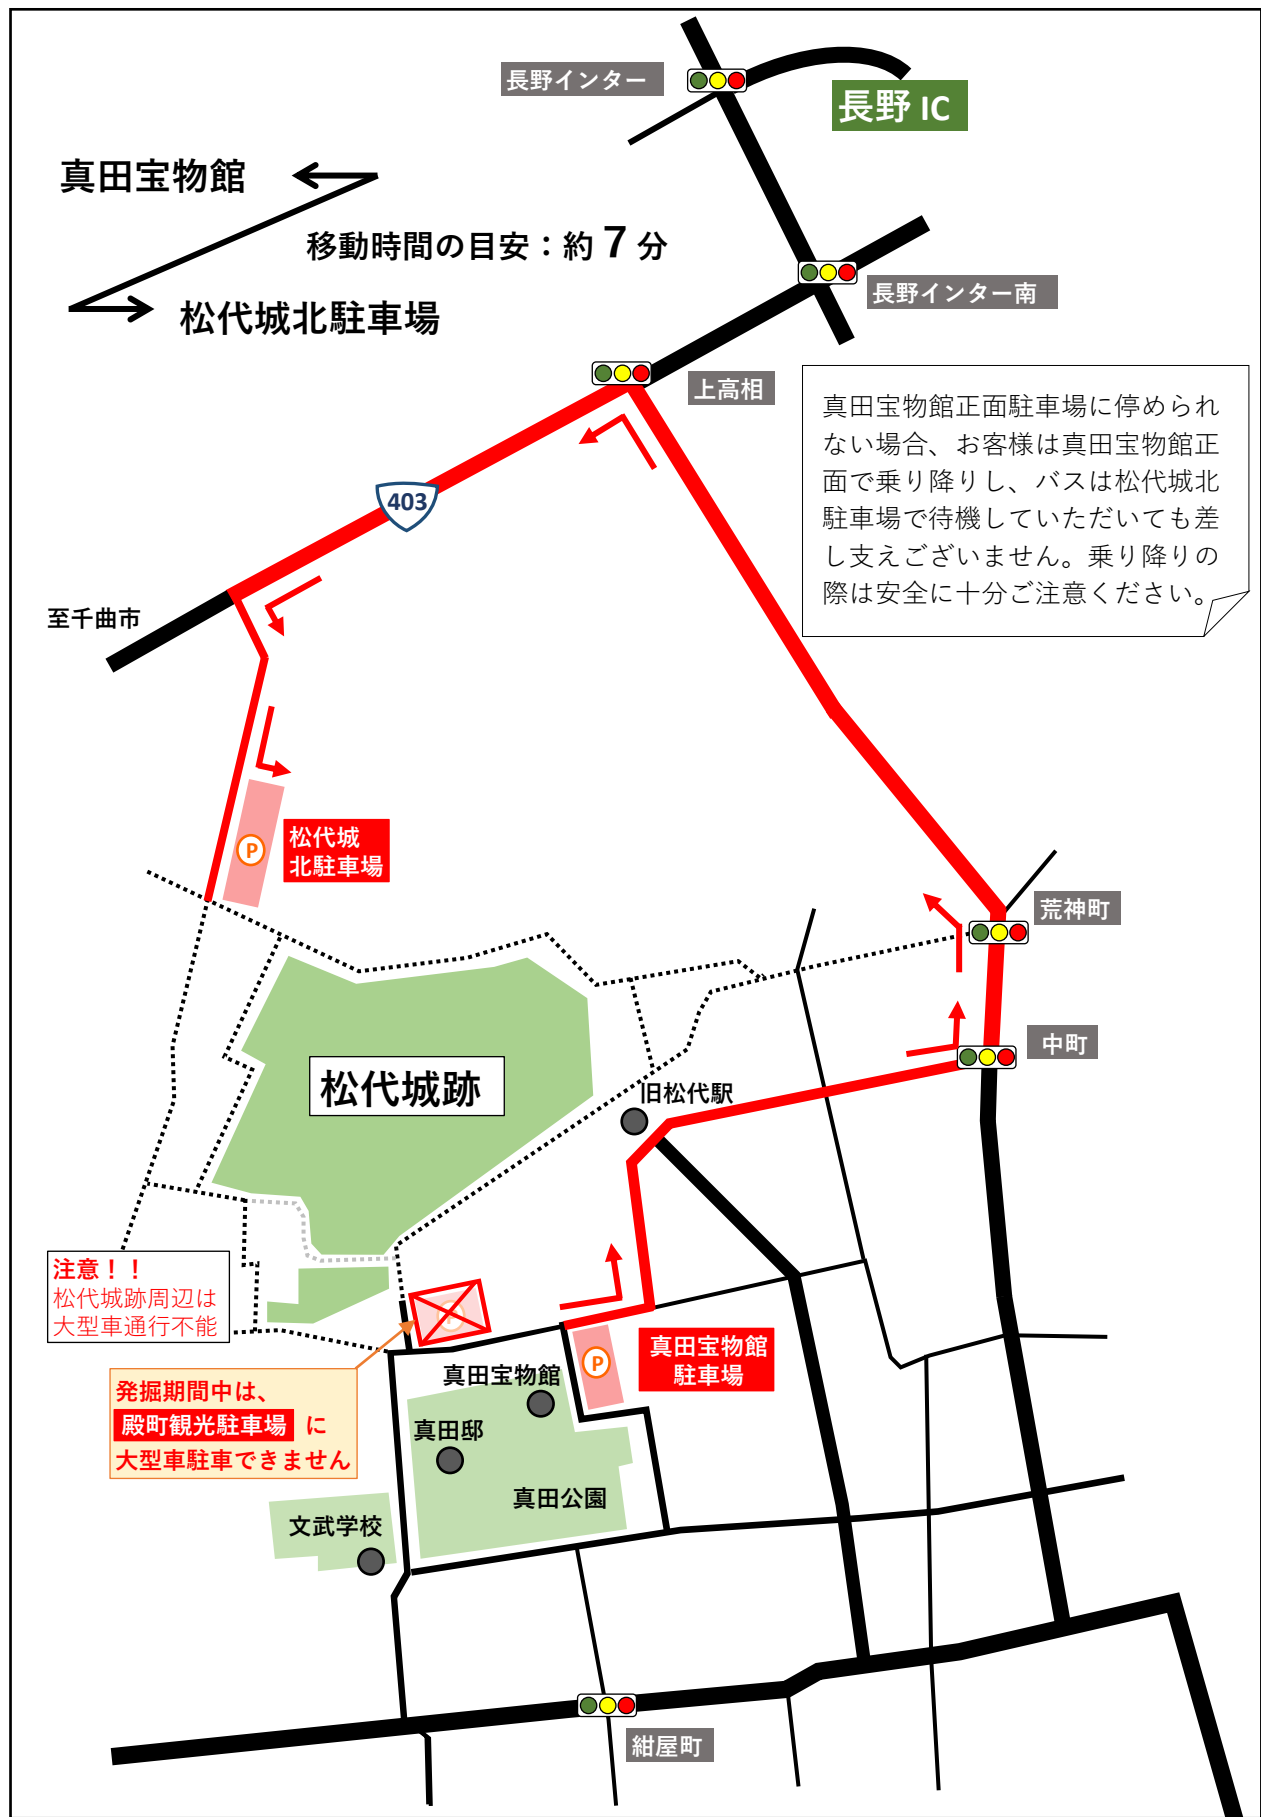 長野インター
長野 IC
真田宝物館
移動時間の目安：約 7 分
松代城北駐車場
長野インター南
上高相
真田宝物館正面駐車場に停められ
ない場合、お客様は真田宝物館正
面で乗り降りし、バスは松代城北
駐車場で待機していただいても差
し支えございません。乗り降りの
際は安全に十分ご注意ください。
403
至千曲市
松代城
北駐車場
P
荒神町
中町
松代城跡
旧松代駅
注意！！
松代城跡周辺は
大型車通行不能
P
真田宝物館
駐車場
P
真田宝物館
発掘期間中は、
殿町観光駐車場 に
大型車駐車できません
真田邸
真田公園
文武学校
紺屋町